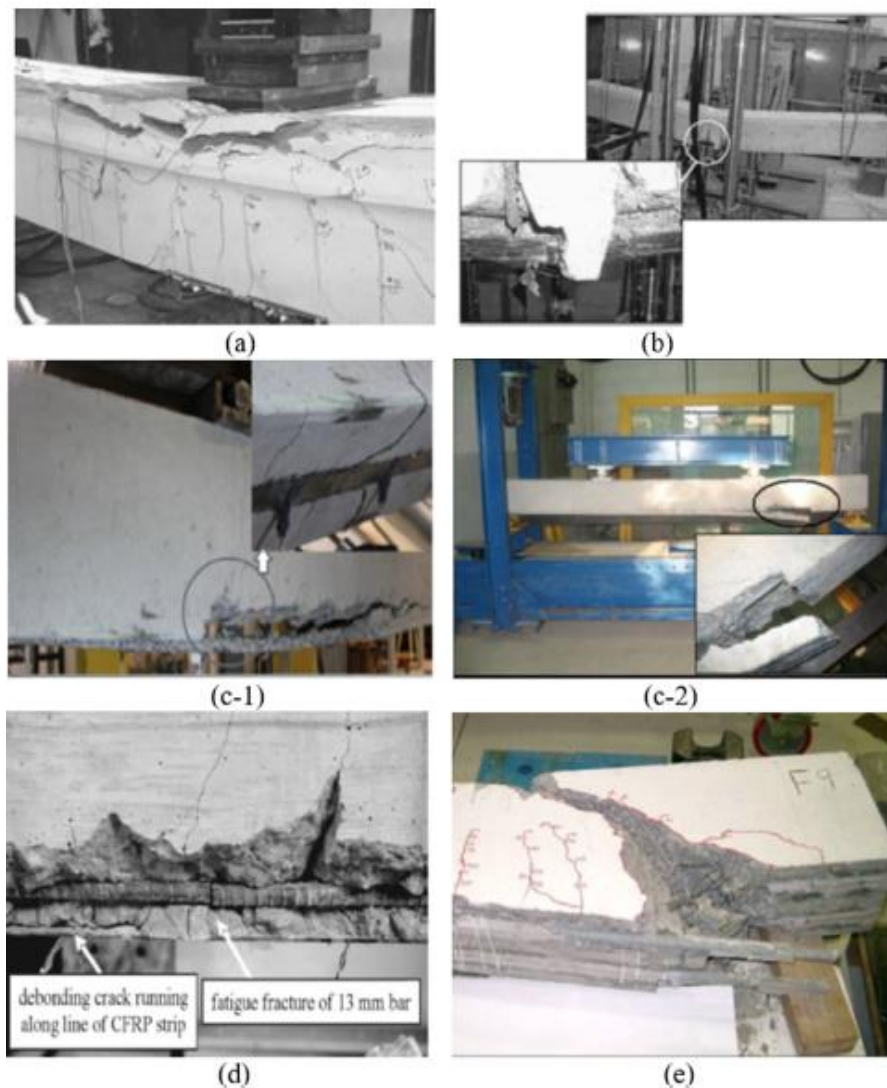 (a)
(b)
(c-1)
(c-2)
debonding crack running
along line of CFRP strip
fatigue fracture of 13 mm bar
F9
(d)
(e)